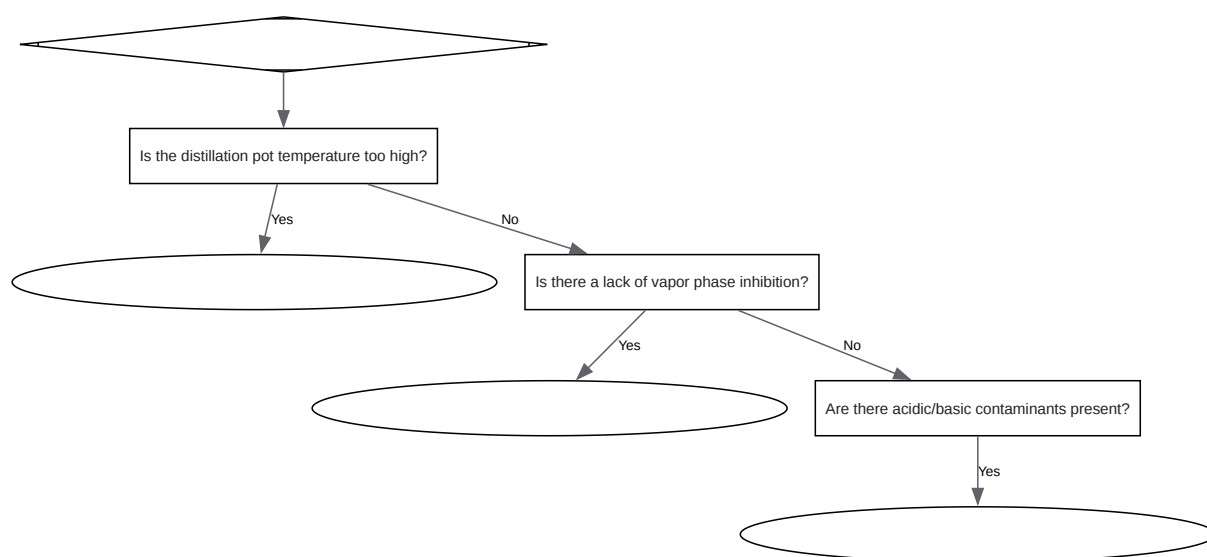 Is the distillation pot temperature too high?
Yes
No
Is there a lack of vapor phase inhibition?
Yes
No
Are there acidic/basic contaminants present?
Yes